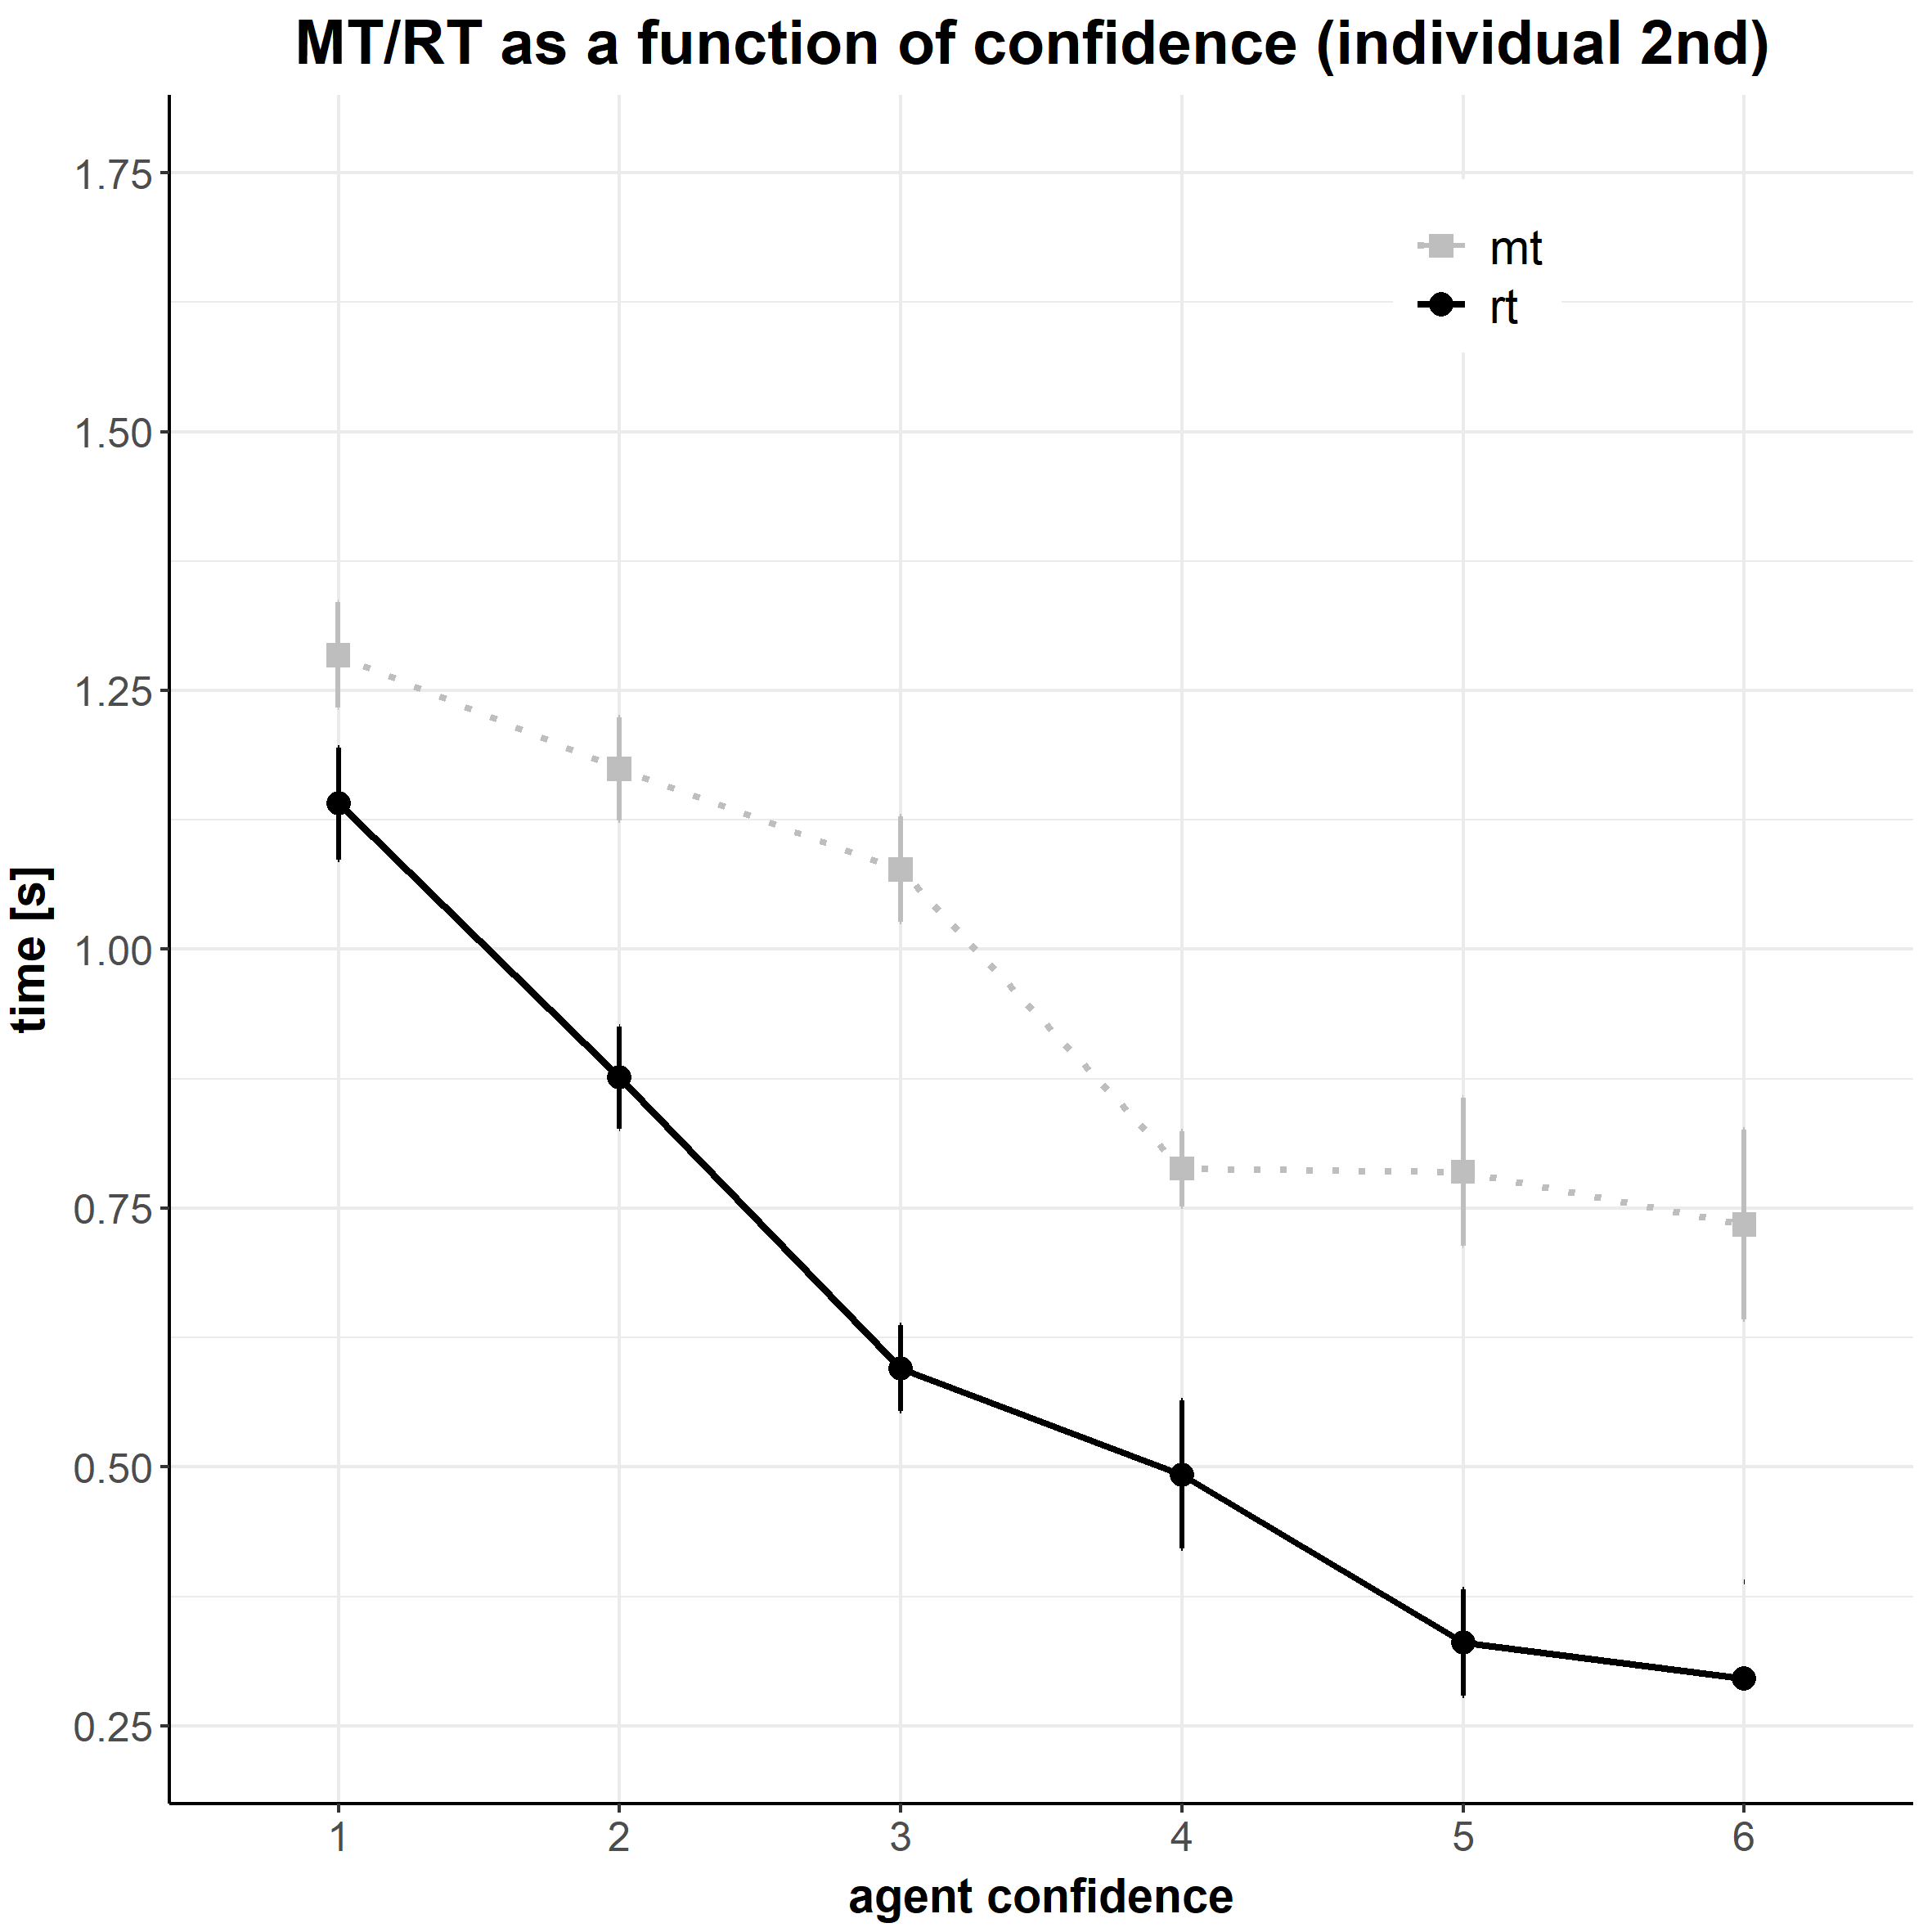 MT/RT as a function of confidence (individual 2nd)
1.75
1.50
1.25
1.00
0.75
0.50
0.25
time [s]
mt
rt
1 2 3 4 5 6
agent confidence